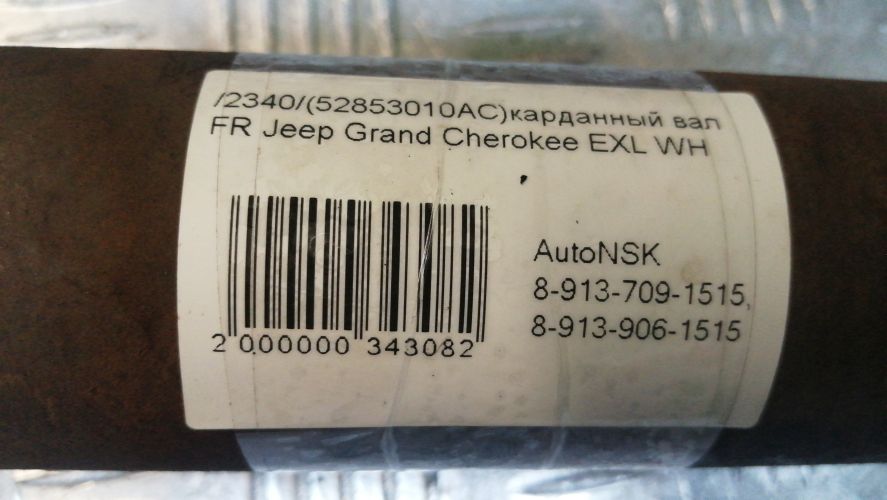 /2340/(52853010AC)карданный вал
FR Jeep Grand Cherokee EXL WH
AutoNSK
8-913-709-1515,
8-913-906-1515
2 000000 343082